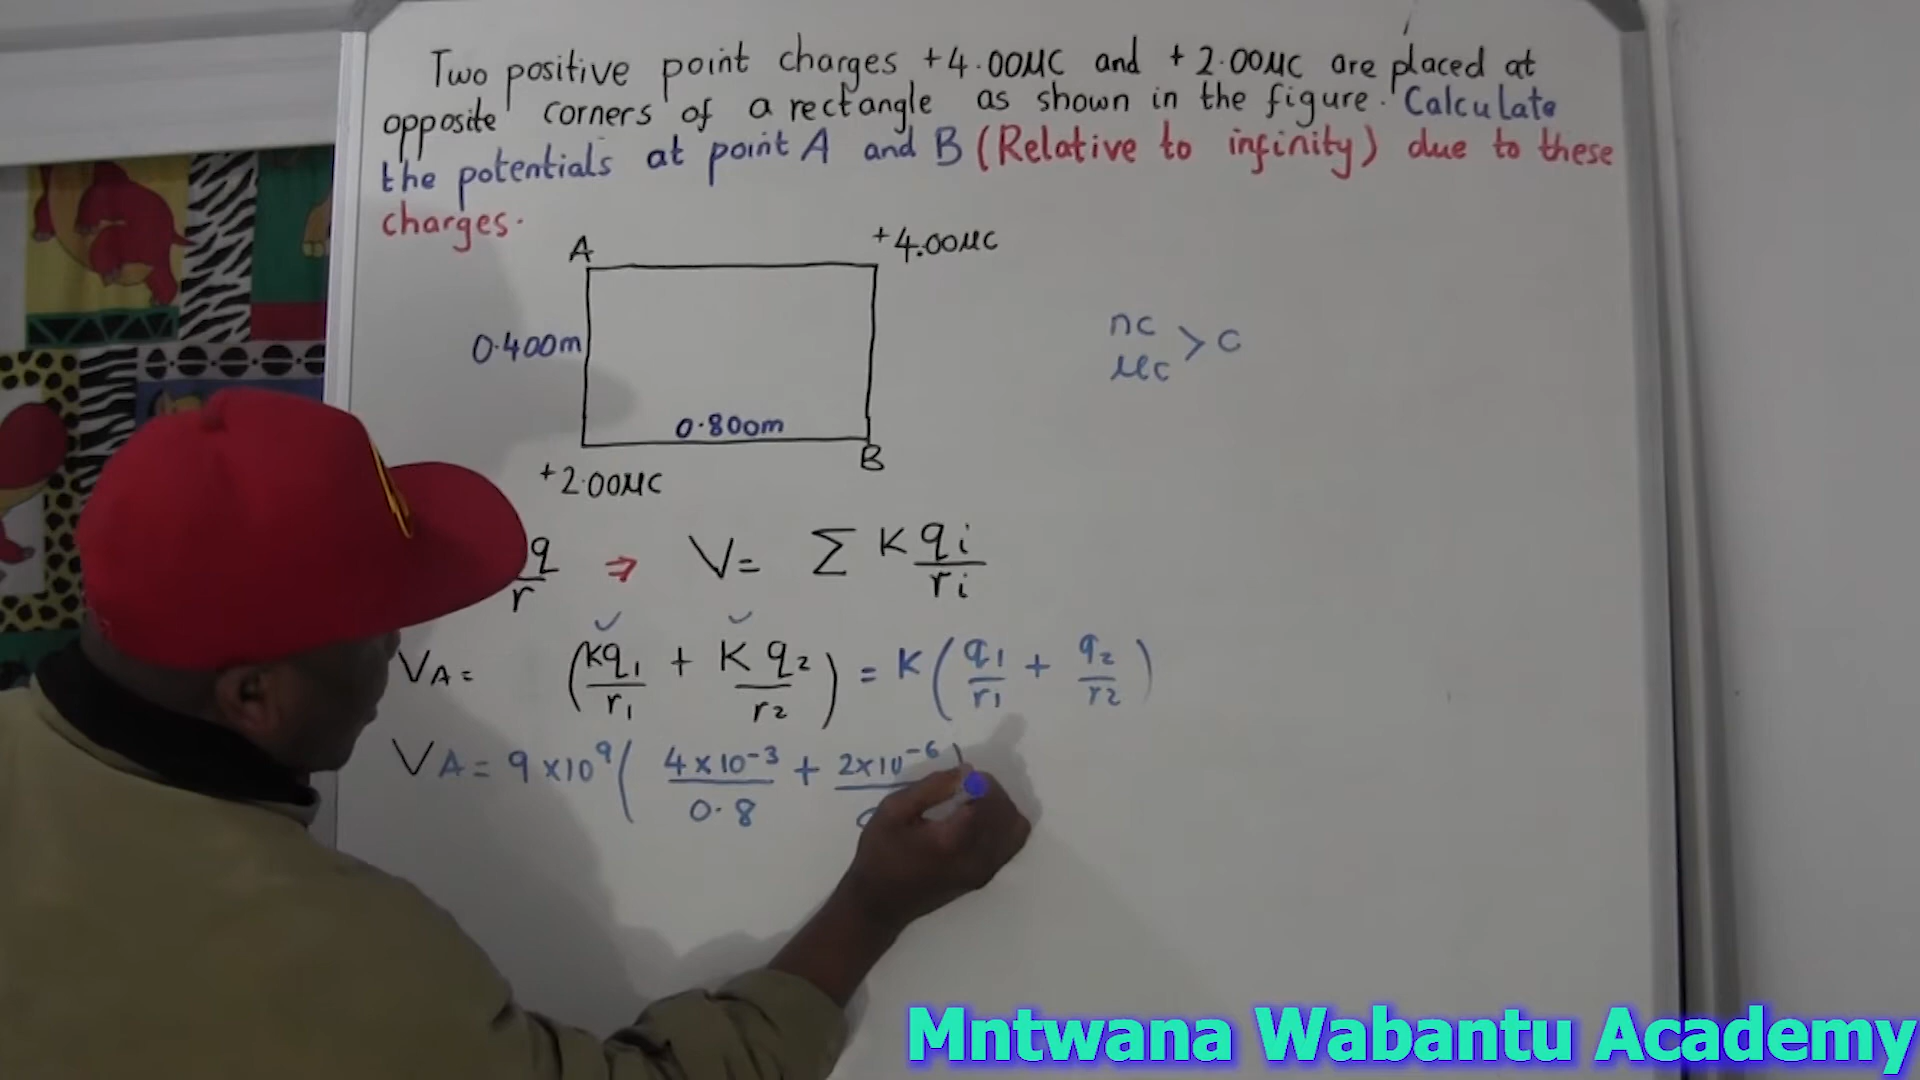 Two positive point charges +4.00μC and +2.00μC are placed at
opposite corners of a rectangle as shown in the figure. Calculate
the potentials at point A and B (Relative to infinity) due to these
charges.
A
+4.00μC
0.400m
nc
μc > c
0.800m
B
+2.00μC
q/r ⇒ V= Σ K qi/ri
VA= (kq1/r1 + K q2/r2) = K (q1/r1 + q2/r2)
VA = 9×10⁹ ( 4×10⁻³/0.8 + 2×10⁻⁶
Mntwana Wabantu Academy